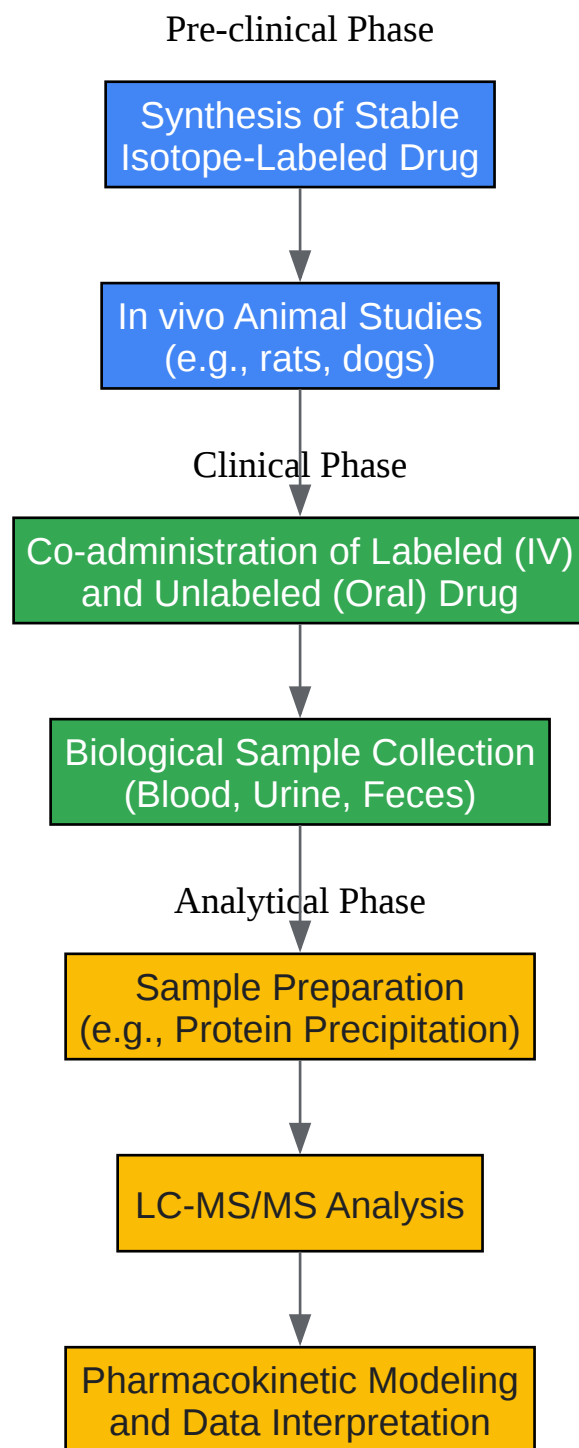 Pre-clinical Phase
Synthesis of Stable
Isotope-Labeled Drug
In vivo Animal Studies
(e.g., rats, dogs)
Clinical Phase
Co-administration of Labeled (IV)
and Unlabeled (Oral) Drug
Biological Sample Collection
(Blood, Urine, Feces)
Analytical Phase
Sample Preparation
(e.g., Protein Precipitation)
LC-MS/MS Analysis
Pharmacokinetic Modeling
and Data Interpretation